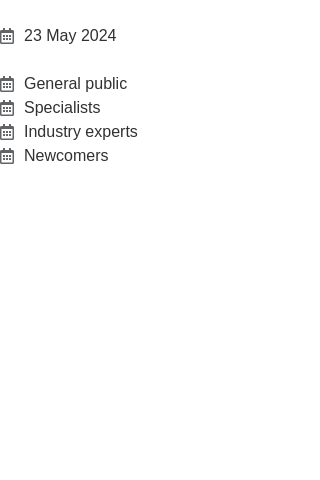 23 May 2024
General public
Specialists
Industry experts
Newcomers